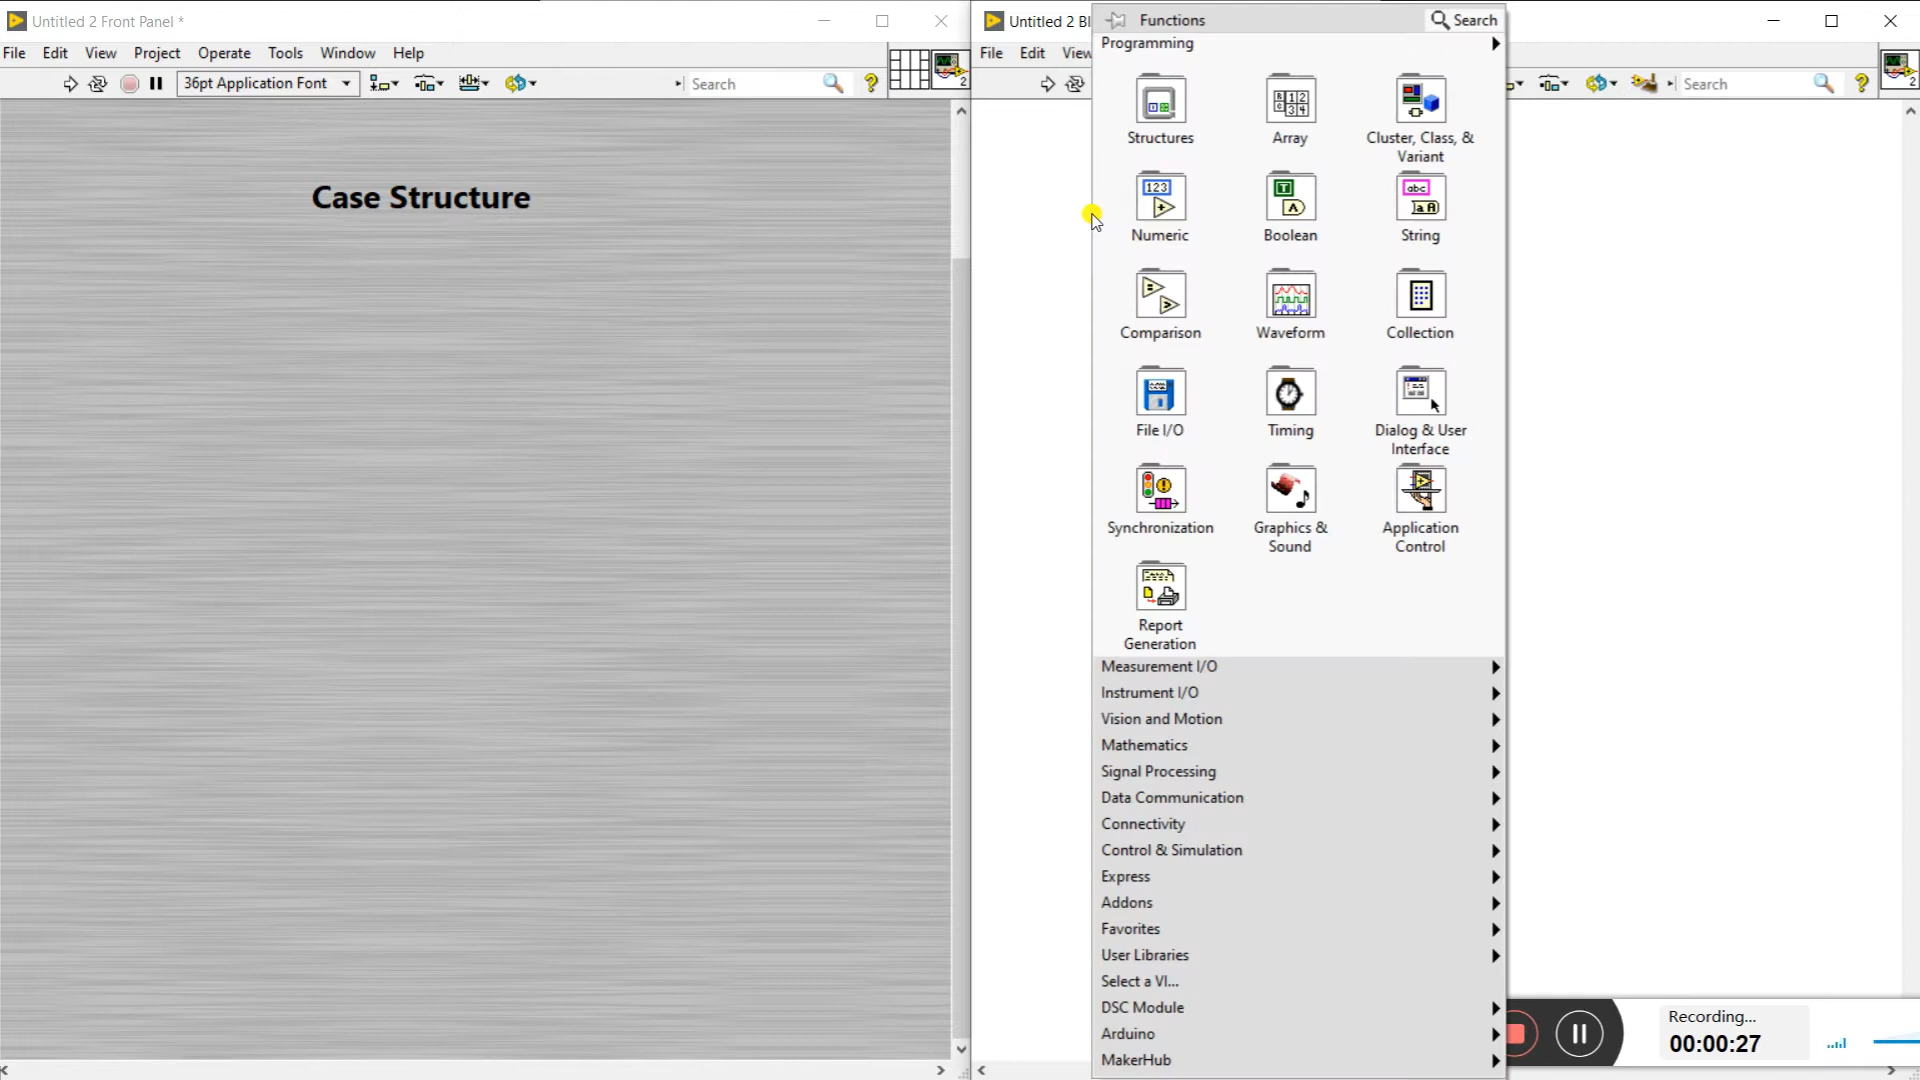 Untitled 2 Front Panel *
File Edit View Project Operate Tools Window Help
36pt Application Font
Search
2
Case Structure
Untitled 2
File Edit
Search
2
Functions
Search
Programming
Structures
Array
Cluster, Class, &
Variant
123
Numeric
Boolean
abc
String
Comparison
Waveform
Collection
File I/O
Timing
Dialog & User
Interface
Synchronization
Graphics &
Sound
Application
Control
Report
Generation
Measurement I/O
Instrument I/O
Vision and Motion
Mathematics
Signal Processing
Data Communication
Connectivity
Control & Simulation
Express
Addons
Favorites
User Libraries
Select a VI...
DSC Module
Arduino
MakerHub
Recording...
00:00:27